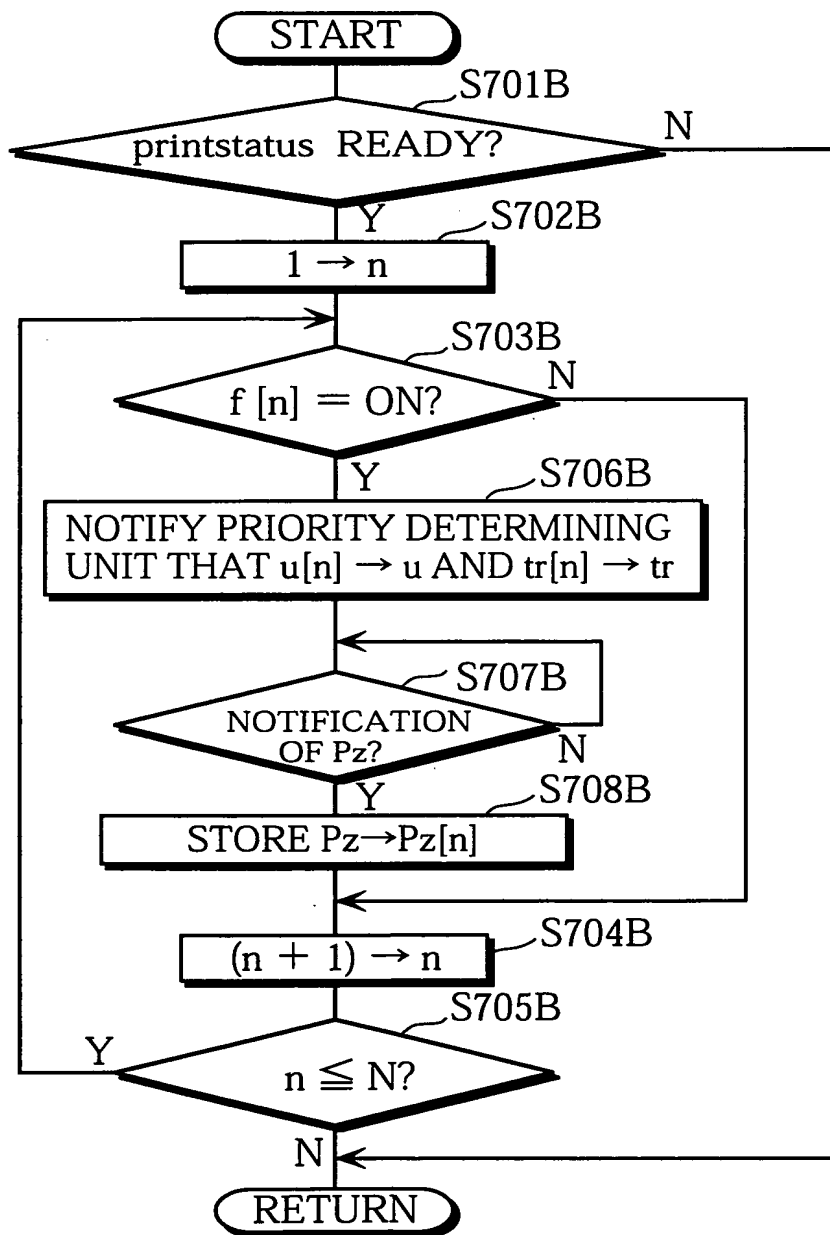 START
S701B
printstatus READY?
N
Y
S702B
1 → n
S703B
f [n] = ON?
N
Y
S706B
NOTIFY PRIORITY DETERMINING
UNIT THAT u[n] → u AND tr[n] → tr
S707B
NOTIFICATION
OF Pz?
N
Y
S708B
STORE Pz→Pz[n]
S704B
(n + 1) → n
S705B
Y
n ≦ N?
N
RETURN